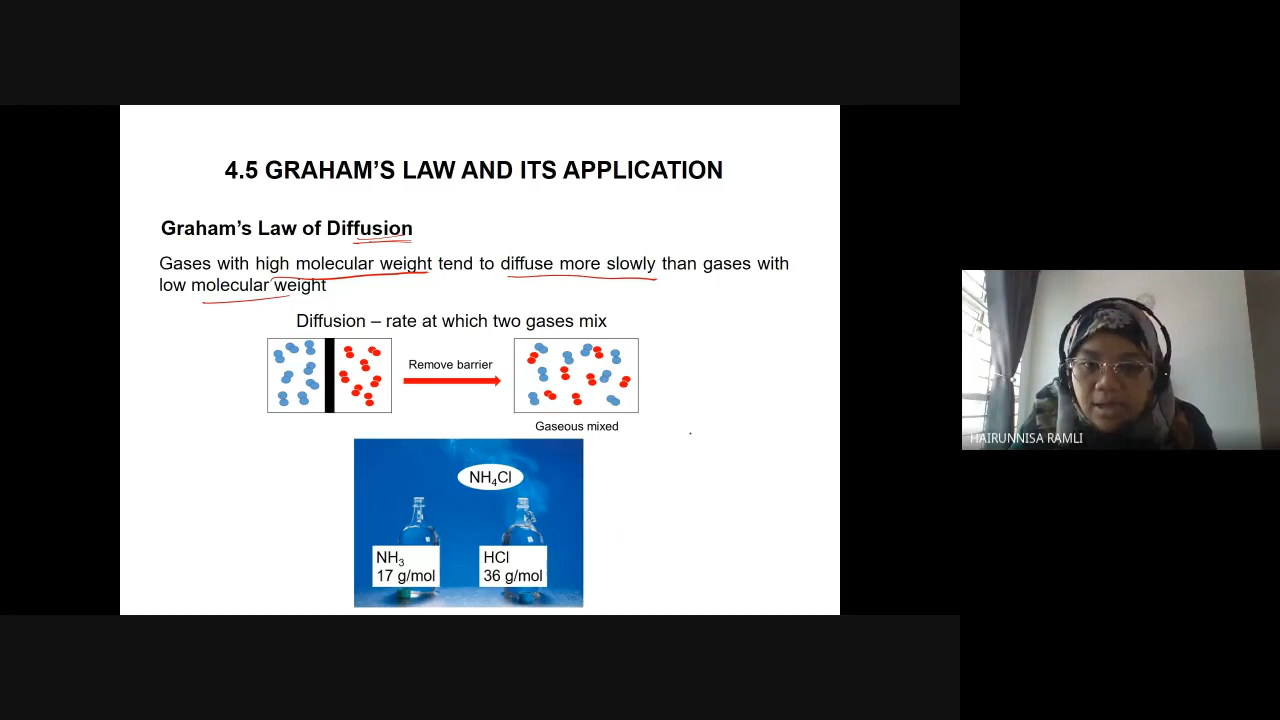 4.5 GRAHAM’S LAW AND ITS APPLICATION
Graham’s Law of Diffusion
Gases with high molecular weight tend to diffuse more slowly than gases with
low molecular weight
Diffusion – rate at which two gases mix
Remove barrier
Gaseous mixed
NH₄Cl
NH₃
17 g/mol
HCl
36 g/mol
HAIRUNNISA RAMLI